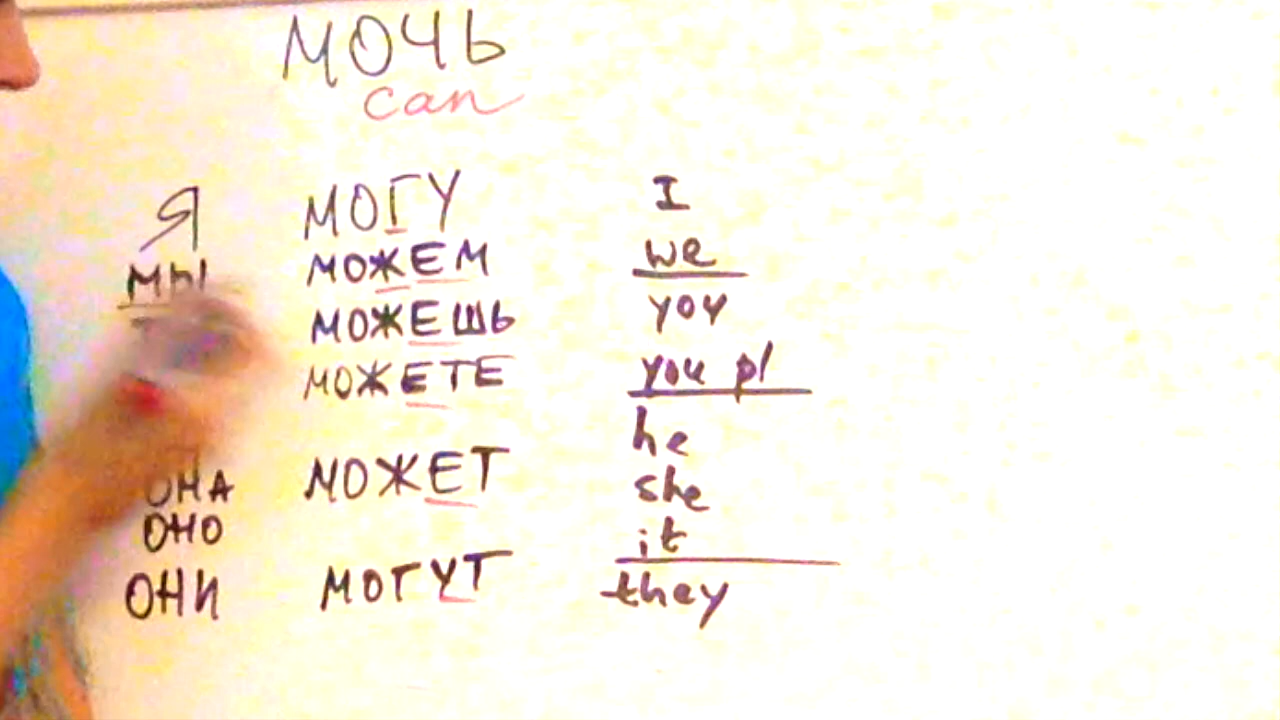 МОЧЬ
can
Я МОГУ I
МЫ МОЖЕМ we
МОЖЕШЬ you
МОЖЕТЕ you pl
he
ОНА МОЖЕТ she
ОНО it
ОНИ МОГУТ they